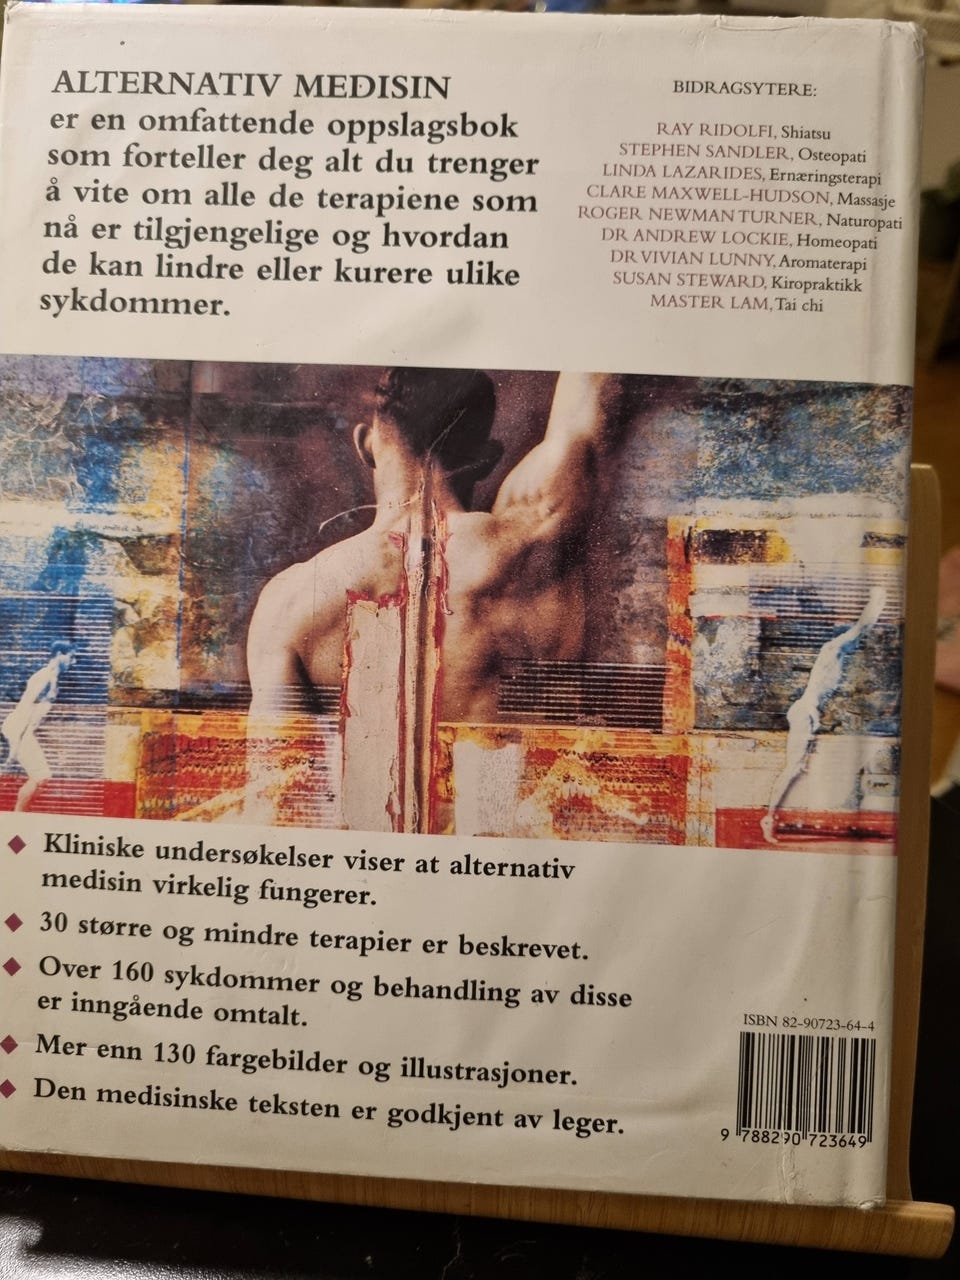 ALTERNATIV MEDISIN
er en omfattende oppslagsbok
som forteller deg alt du trenger
å vite om alle de terapiene som
nå er tilgjengelige og hvordan
de kan lindre eller kurere ulike
sykdommer.
BIDRAGSYTERE:
RAY RIDOLFI, Shiatsu
STEPHEN SANDLER, Osteopati
LINDA LAZARIDES, Ernæringsterapi
CLARE MAXWELL-HUDSON, Massasje
ROGER NEWMAN TURNER, Naturopati
DR ANDREW LOCKIE, Homeopati
DR VIVIAN LUNNY, Aromaterapi
SUSAN STEWARD, Kiropraktikk
MASTER LAM, Tai chi
◆ Kliniske undersøkelser viser at alternativ
medisin virkelig fungerer.
◆ 30 større og mindre terapier er beskrevet.
◆ Over 160 sykdommer og behandling av disse
er inngående omtalt.
◆ Mer enn 130 fargebilder og illustrasjoner.
◆ Den medisinske teksten er godkjent av leger.
ISBN 82-90723-64-4
9 788290 723649